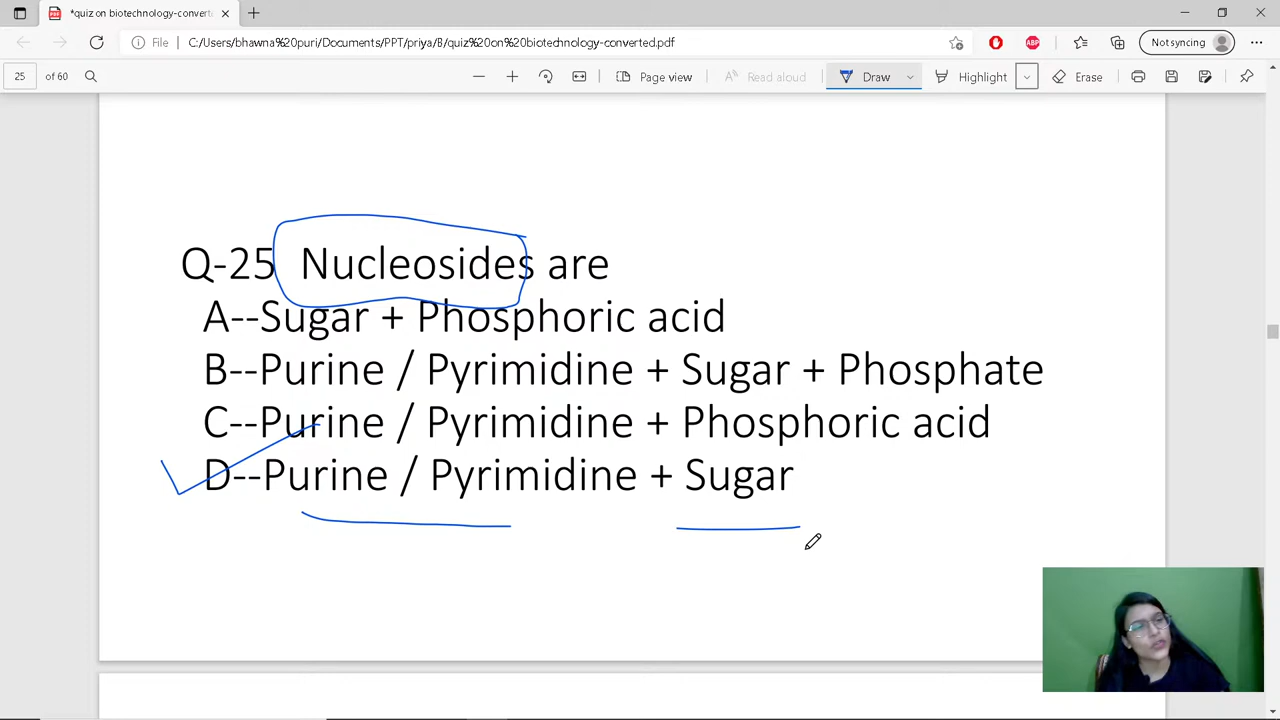 *quiz on biotechnology-converte
File
C:/Users/bhawna%20puri/Documents/PPT/priya/B/quiz%20on%20biotechnology-converted.pdf
ABP
Not syncing
25 of 60
Page view
Read aloud
Draw
Highlight
Erase
Q-25 Nucleosides are
A--Sugar + Phosphoric acid
B--Purine / Pyrimidine + Sugar + Phosphate
C--Purine / Pyrimidine + Phosphoric acid
D--Purine / Pyrimidine + Sugar